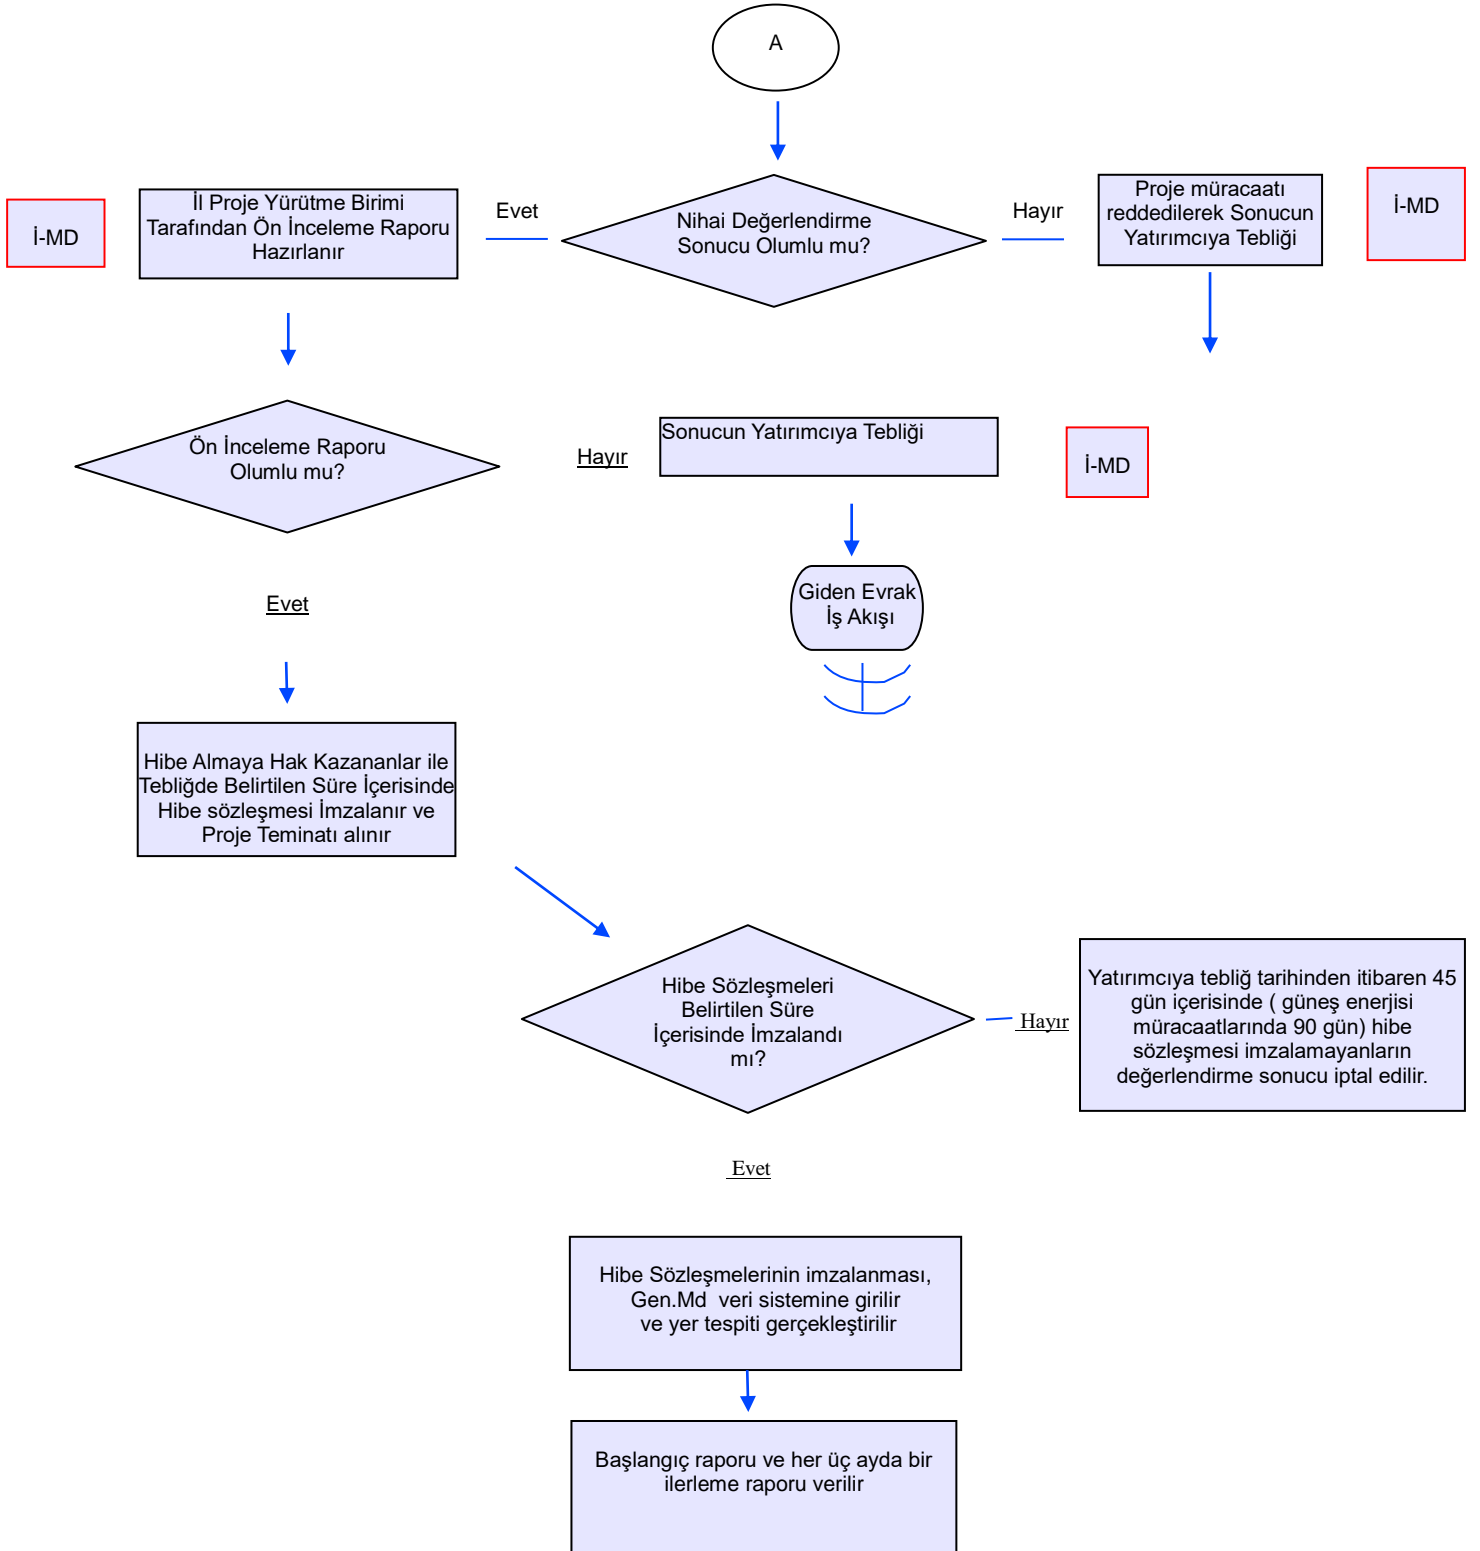 A
İ-MD
İl Proje Yürütme Birimi
Tarafından Ön İnceleme Raporu
Hazırlanır
Evet
Nihai Değerlendirme
Sonucu Olumlu mu?
Hayır
Proje müracaatı
reddedilerek Sonucun
Yatırımcıya Tebliği
İ-MD
Ön İnceleme Raporu
Olumlu mu?
Hayır
Sonucun Yatırımcıya Tebliği
İ-MD
Giden Evrak
İş Akışı
Evet
Hibe Almaya Hak Kazananlar ile
Tebliğde Belirtilen Süre İçerisinde
Hibe sözleşmesi İmzalanır ve
Proje Teminatı alınır
Hibe Sözleşmeleri
Belirtilen Süre
İçerisinde İmzalandı
mı?
Hayır
Yatırımcıya tebliğ tarihinden itibaren 45
gün içerisinde ( güneş enerjisi
müracaatlarında 90 gün) hibe
sözleşmesi imzalamayanların
değerlendirme sonucu iptal edilir.
Evet
Hibe Sözleşmelerinin imzalanması,
Gen.Md  veri sistemine girilir
ve yer tespiti gerçekleştirilir
Başlangıç raporu ve her üç ayda bir
ilerleme raporu verilir